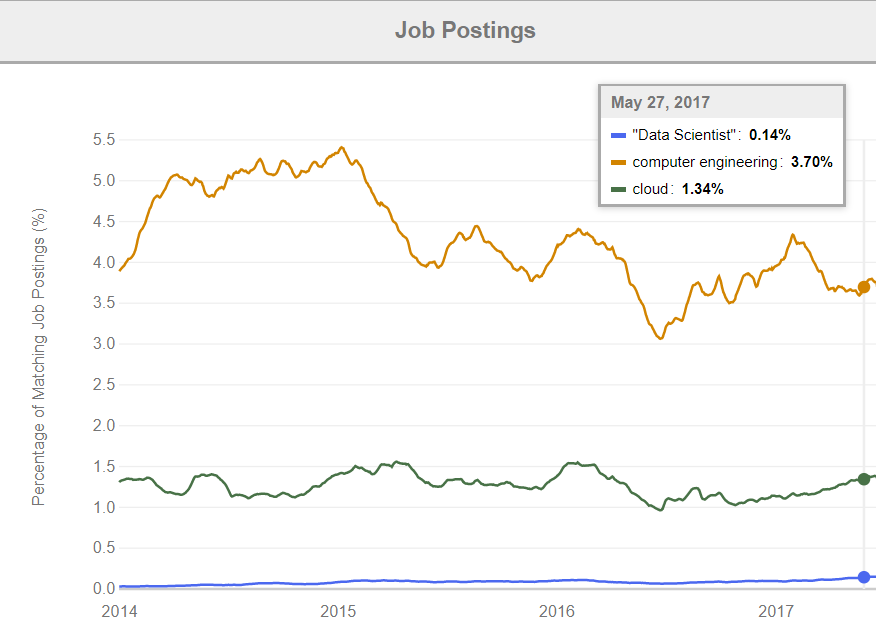 Job Postings
May 27, 2017
"Data Scientist": 0.14%
computer engineering: 3.70%
cloud: 1.34%
Percentage of Matching Job Postings (%)
5.5
5.0
4.5
4.0
3.5
3.0
2.5
2.0
1.5
1.0
0.5
0.0
2014 2015 2016 2017